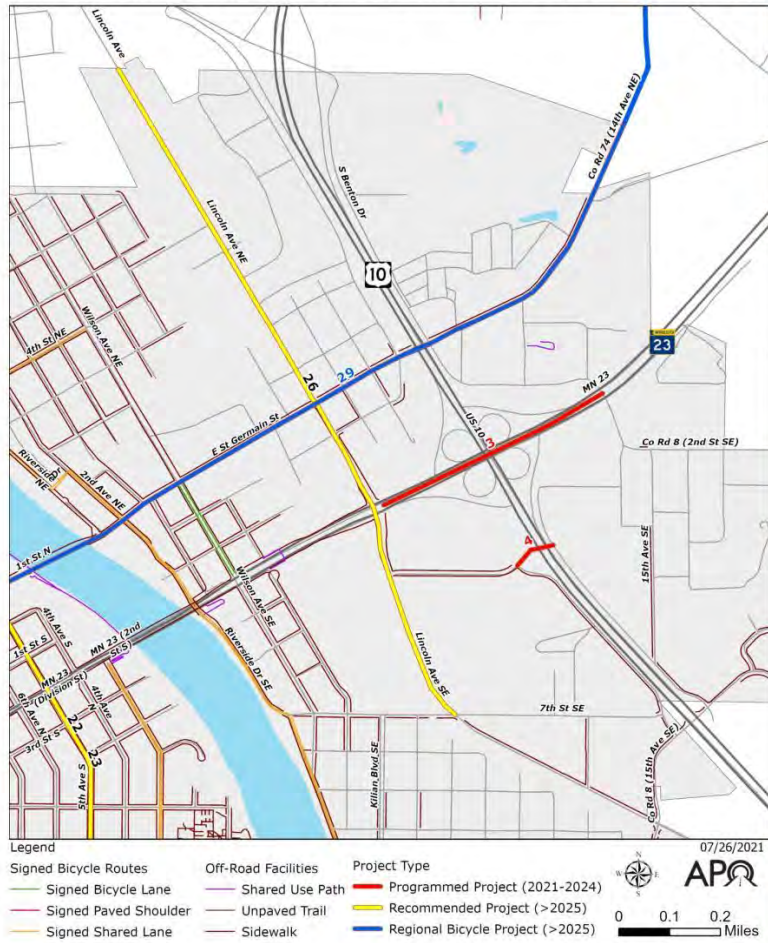 Lincoln Ave
Co Rd 74 (14th Ave NE)
S Benton Dr
Lincoln Ave NE
10
23
Wilson Ave NE
4th St NE
26
29
MN 23
US-10
3
E St Germain St
Co Rd 8 (2nd St SE)
Riverside Dr
NE
2nd Ave NE
4
1st St N
15th Ave SE
Wilson Ave SE
4th Ave S
MN 23 (2nd
St S)
1st St S
Riverside Dr SE
Lincoln Ave SE
MN 23
(Division St)
4th Ave
N
6th Ave N
22
7th St SE
3rd St S
23
5th Ave S
Kilian Blvd SE
Co Rd 8 (15th Ave SE)
Legend
07/26/2021
Signed Bicycle Routes
Signed Bicycle Lane
Signed Paved Shoulder
Signed Shared Lane
Off-Road Facilities
Shared Use Path
Unpaved Trail
Sidewalk
Project Type
Programmed Project (2021-2024)
Recommended Project (>2025)
Regional Bicycle Project (>2025)
N
W E
S
APO
0 0.1 0.2
Miles